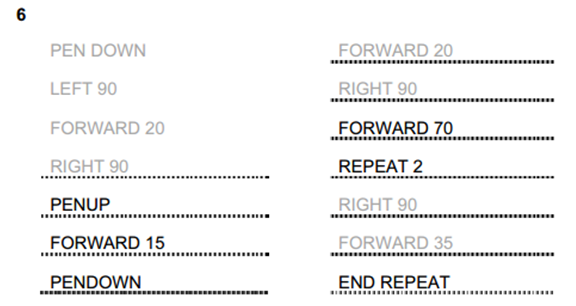 6
PEN DOWN
LEFT 90
FORWARD 20
RIGHT 90
PENUP
FORWARD 15
PENDOWN
FORWARD 20
RIGHT 90
FORWARD 70
REPEAT 2
RIGHT 90
FORWARD 35
END REPEAT